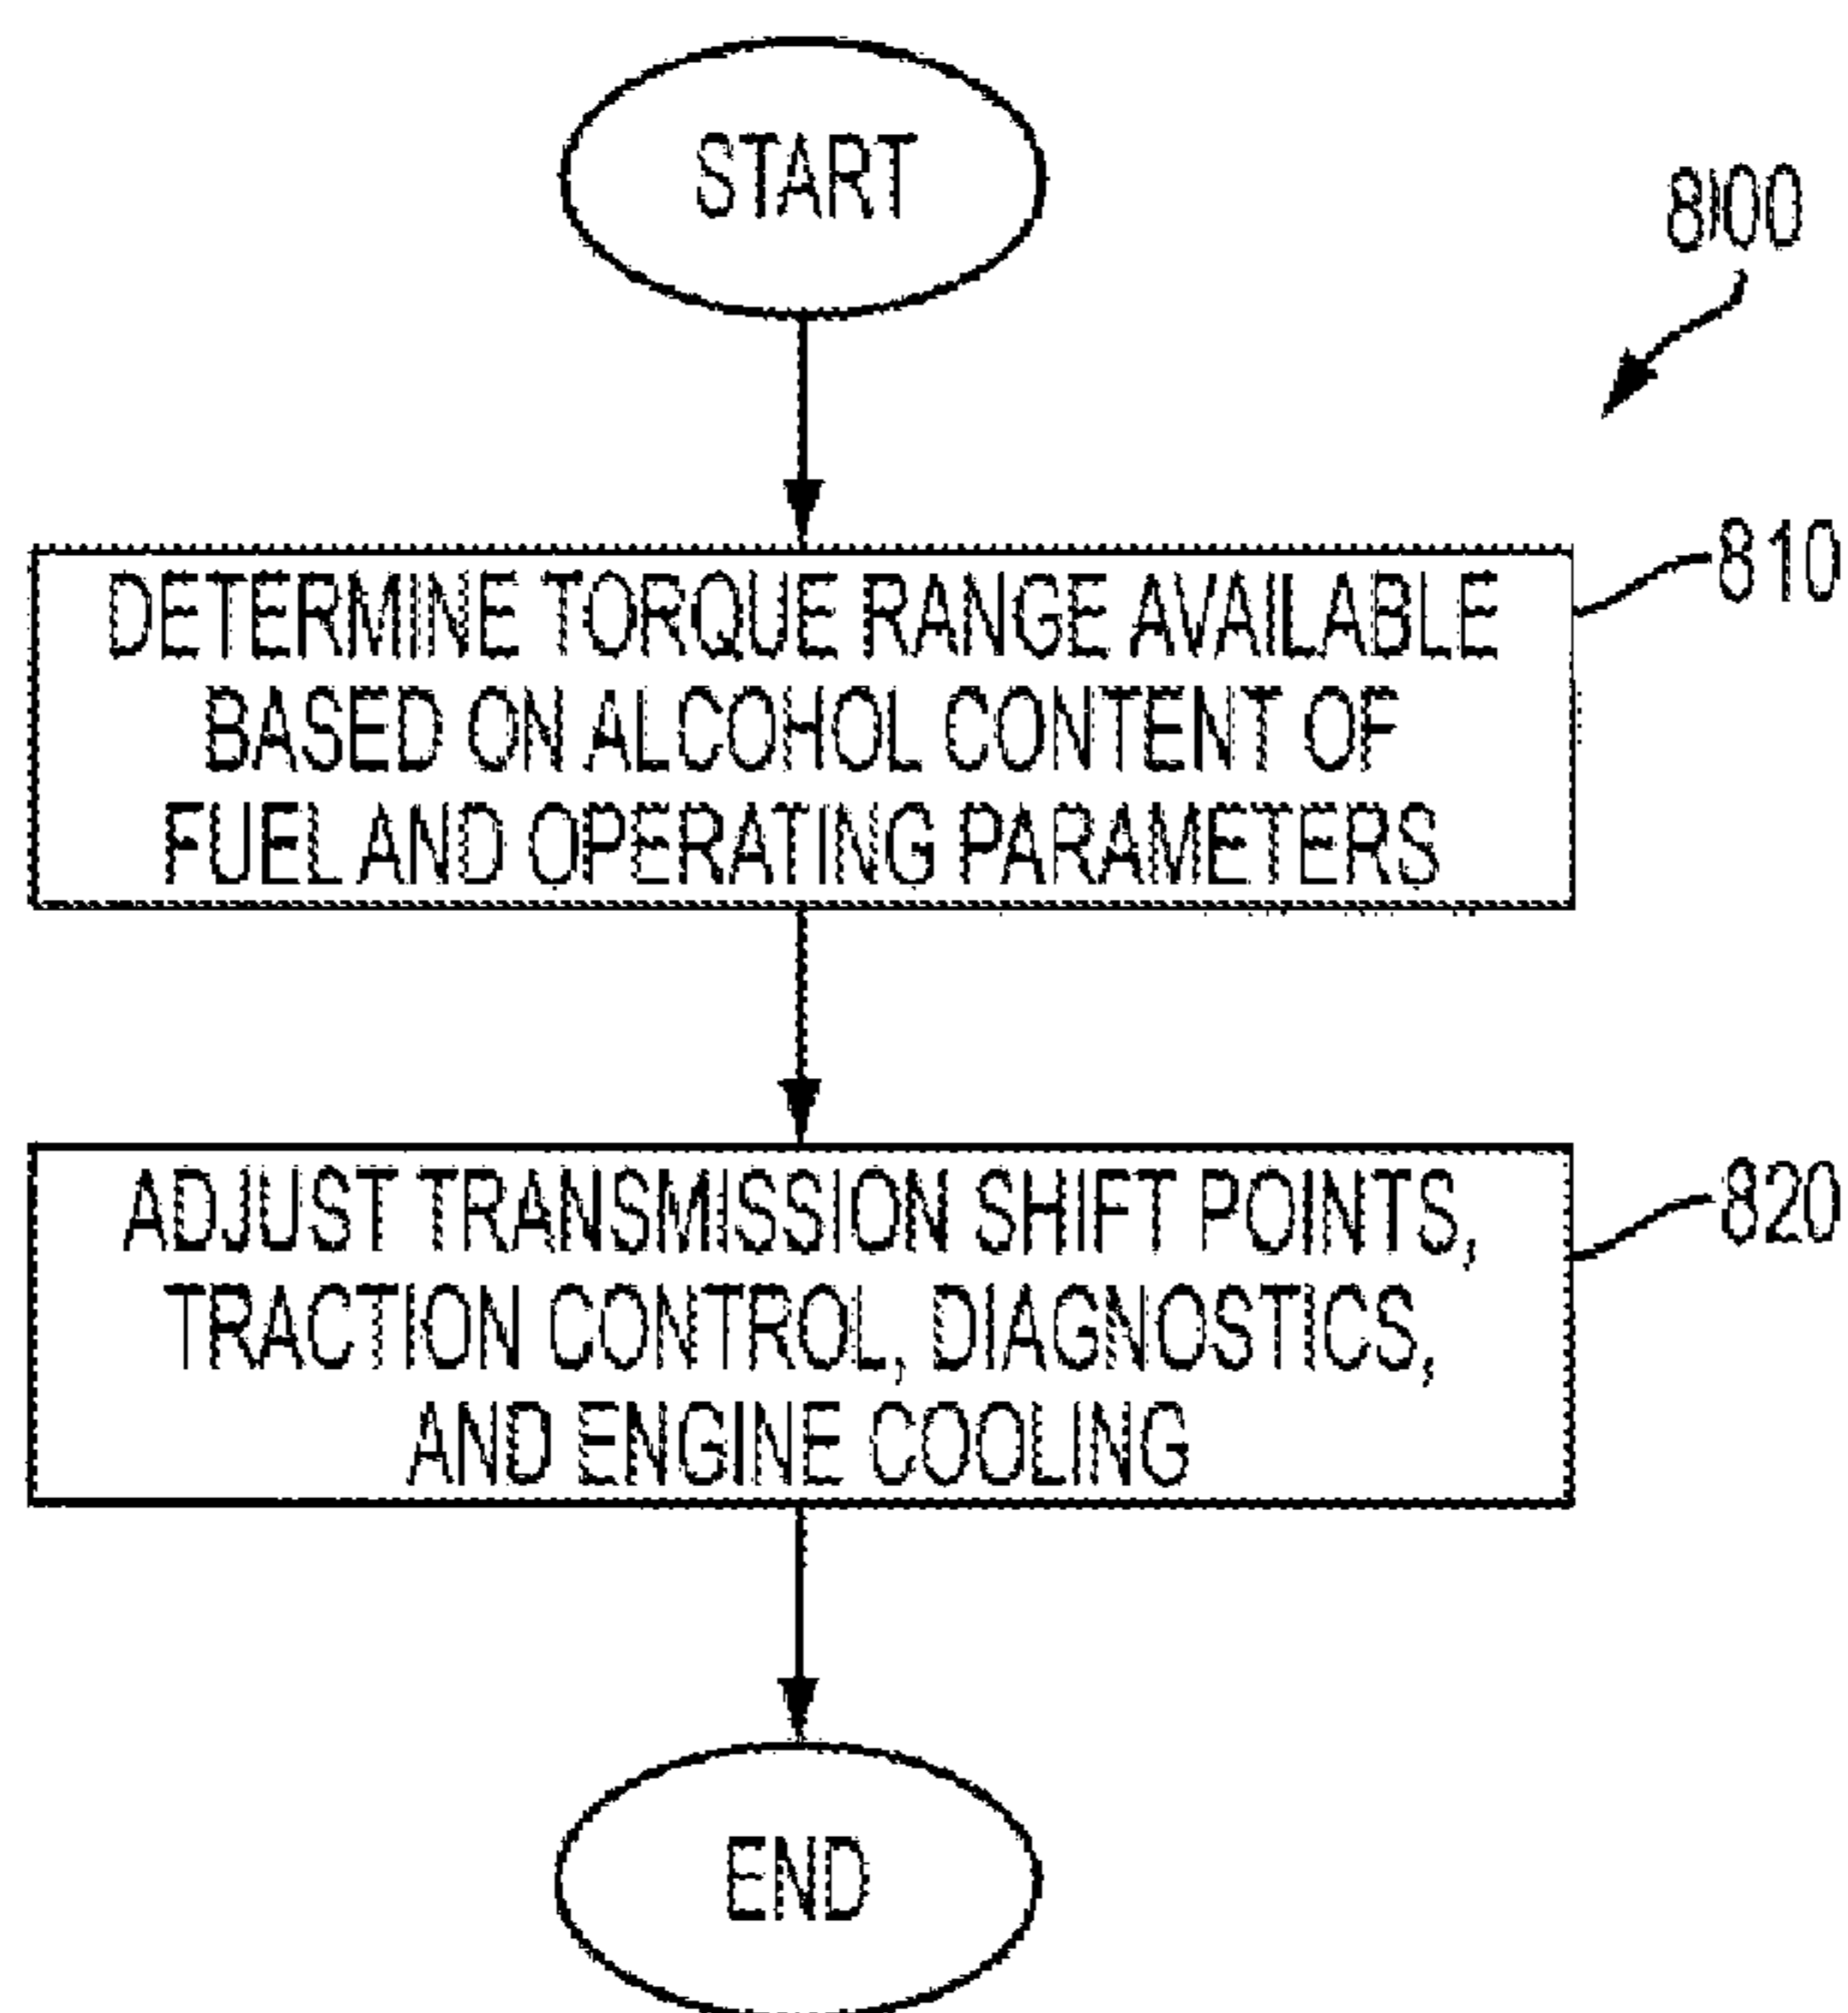 START
8100
DETERMINE TORQUE RANGE AVAILABLE
BASED ON ALCOHOL CONTENT OF
FUEL AND OPERATING PARAMETERS
810
ADJUST TRANSMISSION SHIFT POINTS,
TRACTION CONTROL, DIAGNOSTICS,
AND ENGINE COOLING
820
END